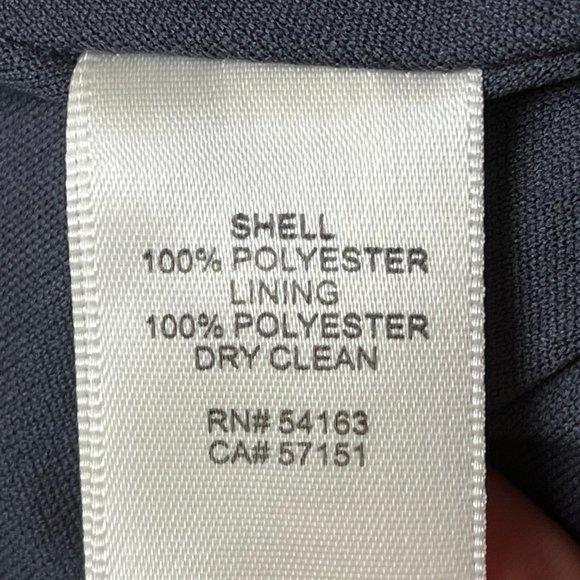 SHELL
100% POLYESTER
LINING
100% POLYESTER
DRY CLEAN
RN# 54163
CA# 57151